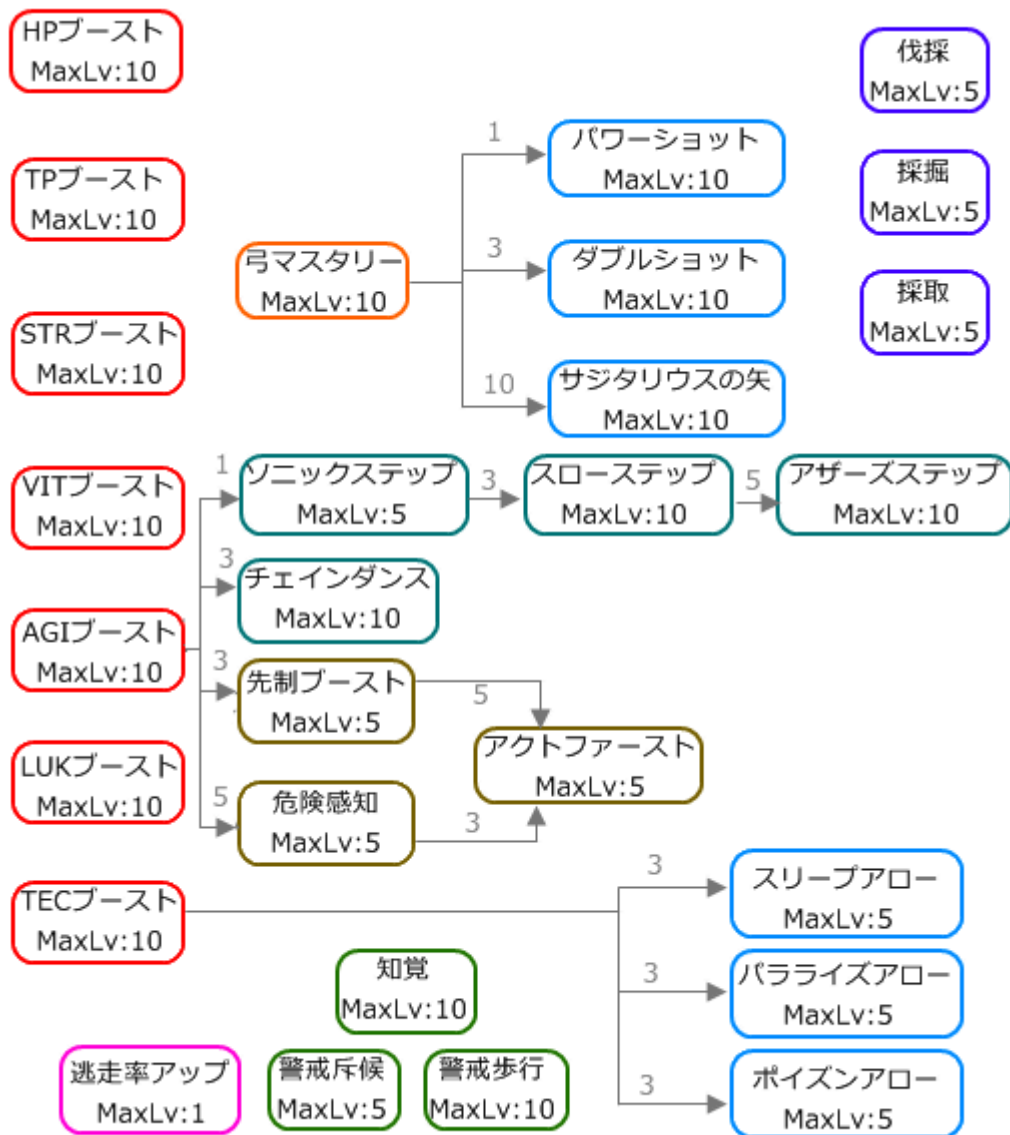 HPブースト
MaxLv:10
伐採
MaxLv:5
1
パワーショット
MaxLv:10
TPブースト
MaxLv:10
採掘
MaxLv:5
弓マスタリー
MaxLv:10
3
ダブルショット
MaxLv:10
採取
MaxLv:5
STRブースト
MaxLv:10
10
サジタリウスの矢
MaxLv:10
VITブースト
MaxLv:10
1
ソニックステップ
MaxLv:5
3
スローステップ
MaxLv:10
5
アザーズステップ
MaxLv:10
3
チェインダンス
MaxLv:10
AGIブースト
MaxLv:10
3
先制ブースト
MaxLv:5
5
アクトファースト
MaxLv:5
LUKブースト
MaxLv:10
5
危険感知
MaxLv:5
3
TECブースト
MaxLv:10
3
スリープアロー
MaxLv:5
知覚
MaxLv:10
3
パラライズアロー
MaxLv:5
逃走率アップ
MaxLv:1
警戒斥候
MaxLv:5
警戒歩行
MaxLv:10
3
ポイズンアロー
MaxLv:5